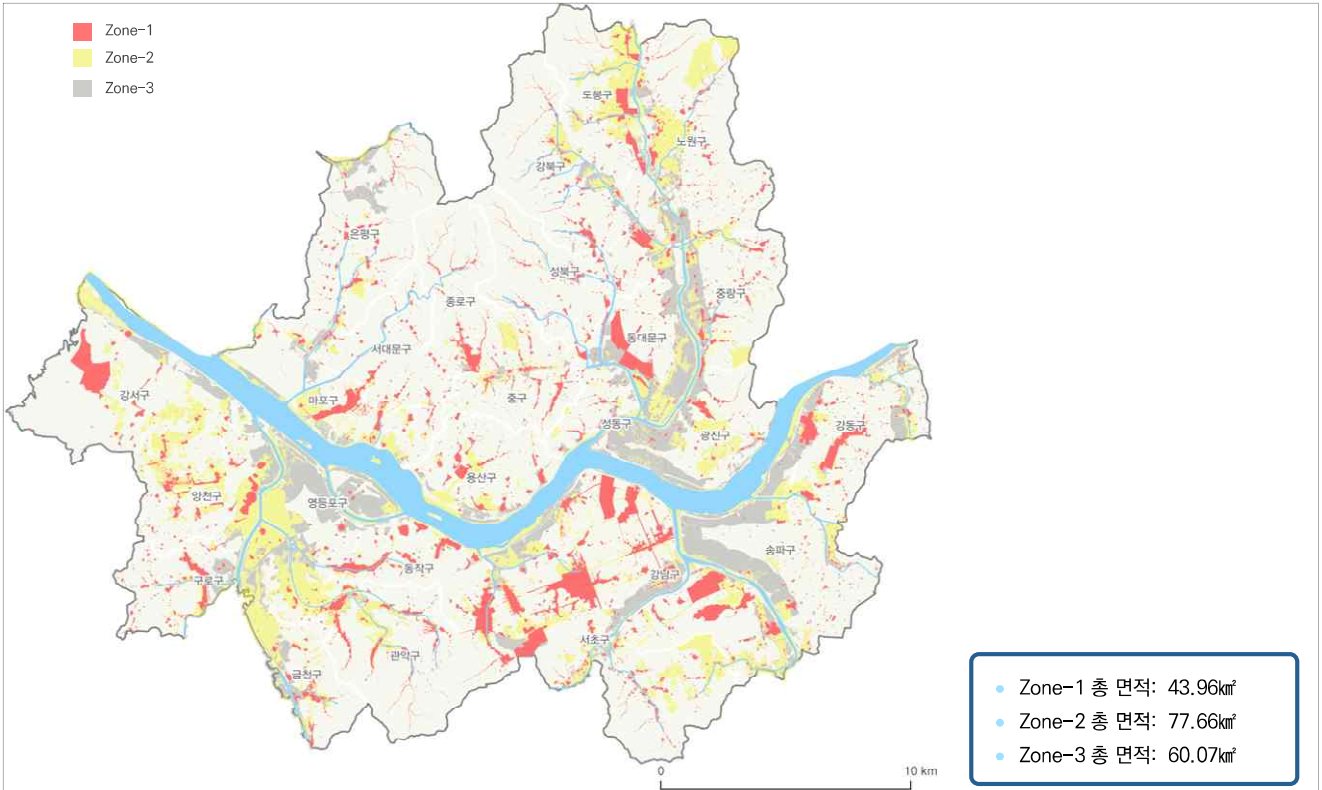 Zone-1
Zone-2
Zone-3
도봉구
노원구
강북구
은평구
성북구
중랑구
종로구
동대문구
서대문구
강서구
마포구
중구
성동구
광진구
강동구
용산구
양천구
영등포구
송파구
동작구
강남구
구로구
서초구
관악구
금천구
Zone-1 총 면적: 43.96㎢
Zone-2 총 면적: 77.66㎢
Zone-3 총 면적: 60.07㎢
0
10 km